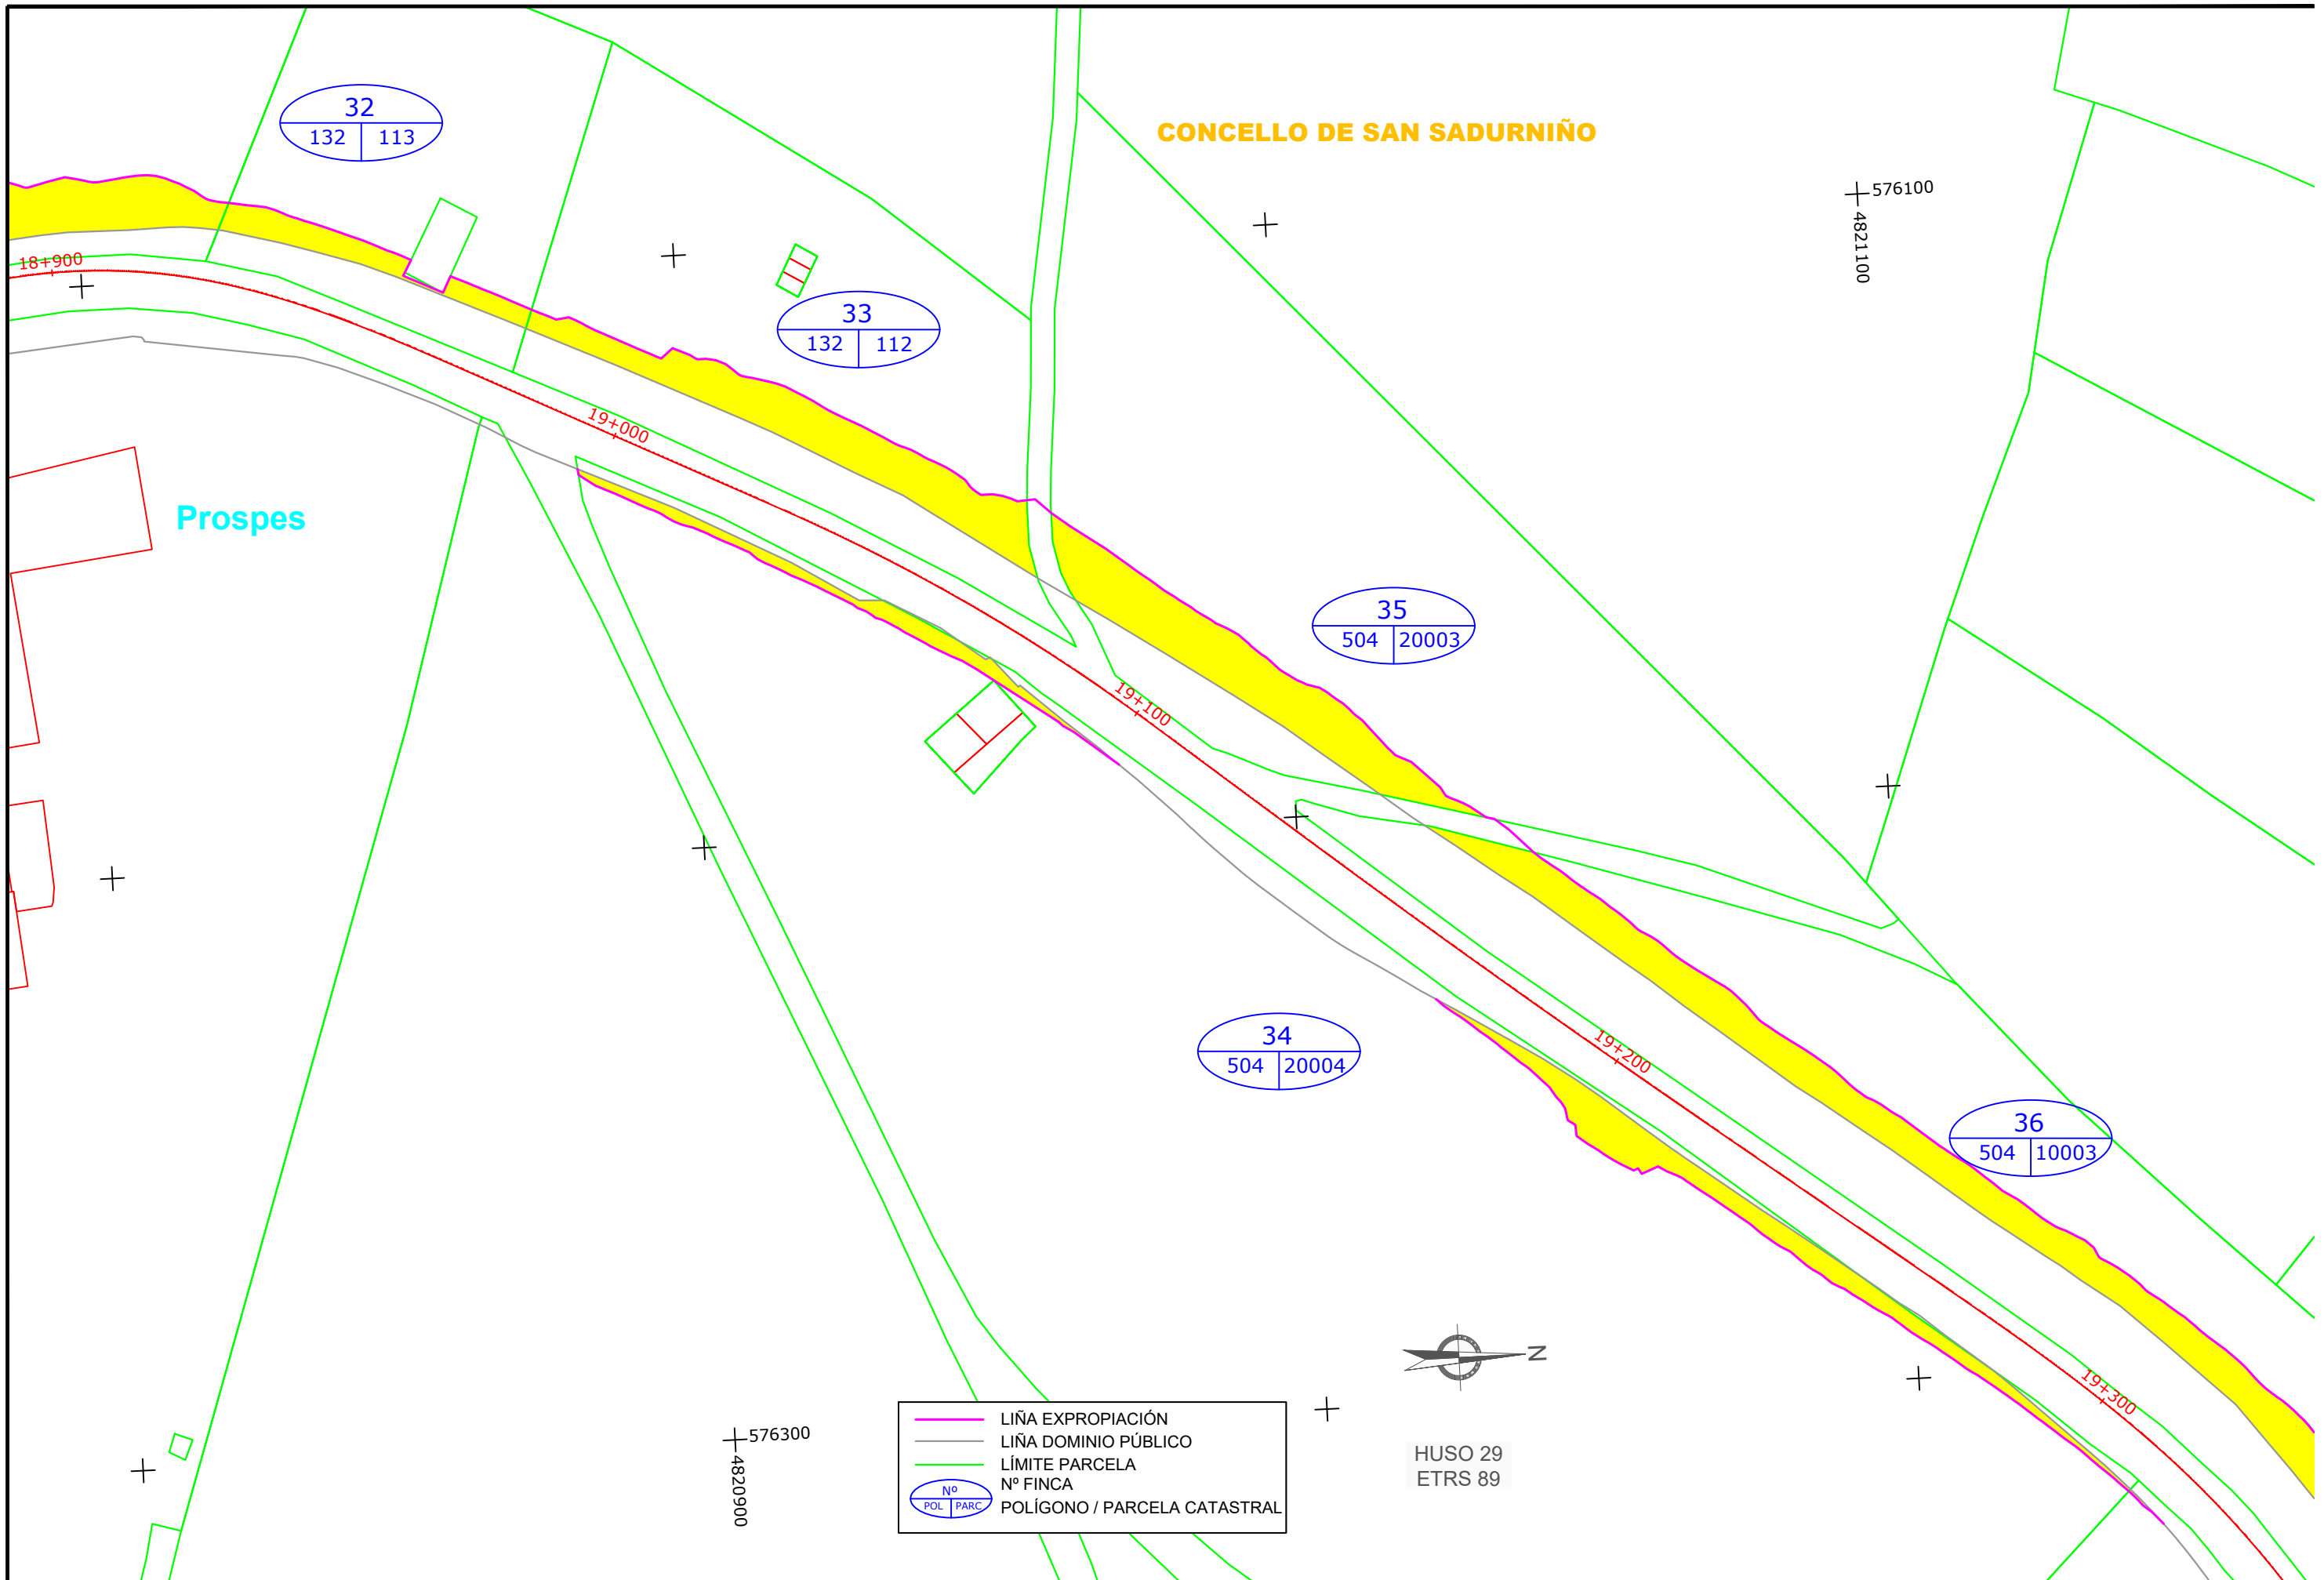 32
132 113
CONCELLO DE SAN SADURNIÑO
576100
4821100
18+900
33
132 112
19+000
Prospes
35
504 20003
19+100
34
504 20004
19+200
36
504 10003
N
19+300
576300
4820900
LIÑA EXPROPIACIÓN
LIÑA DOMINIO PÚBLICO
LÍMITE PARCELA
Nº FINCA
Nº
POL PARC
POLÍGONO / PARCELA CATASTRAL
HUSO 29
ETRS 89